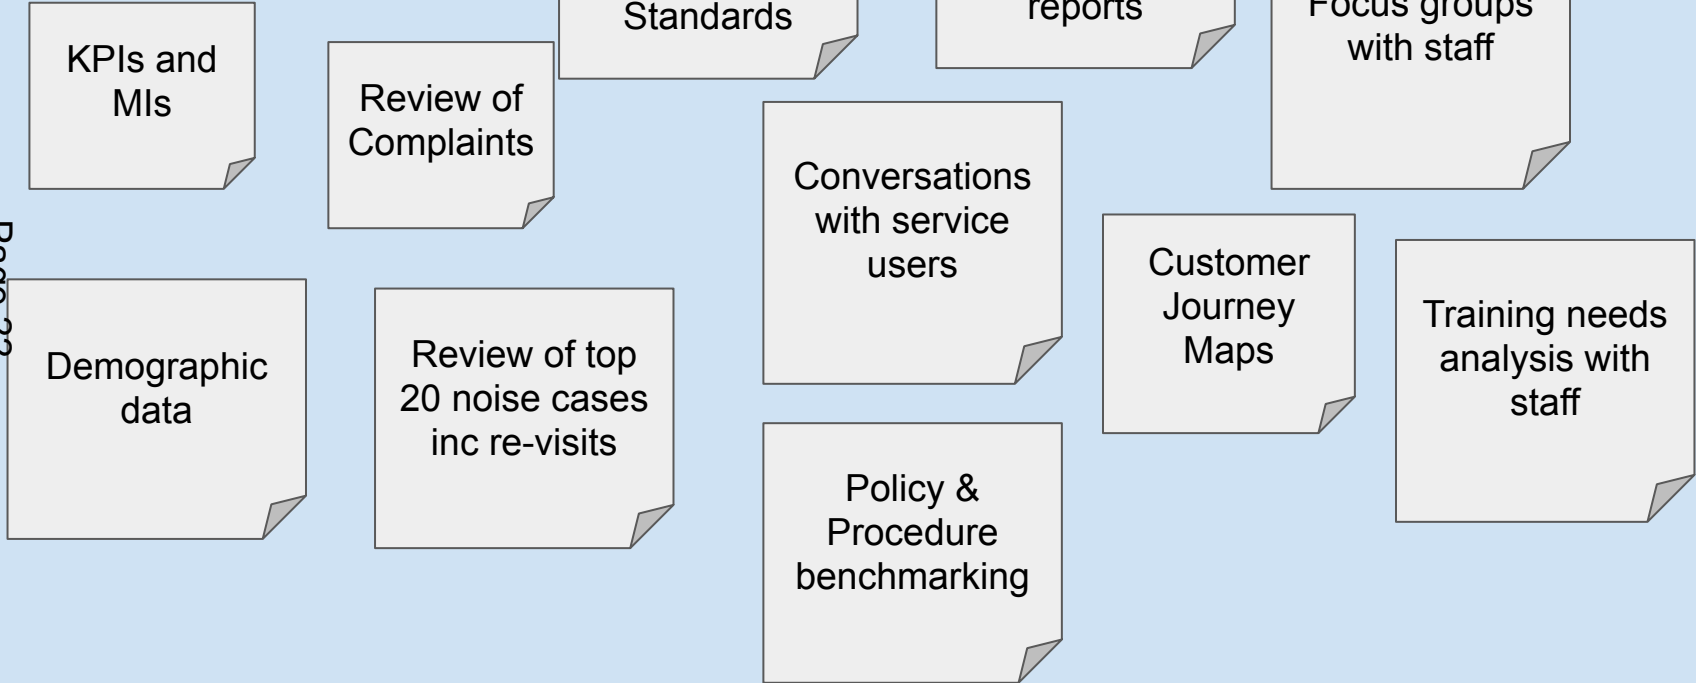 Standards
reports
Focus groups
with staff
KPIs and
MIs
Review of
Complaints
Conversations
with service
users
Customer
Journey
Maps
Training needs
analysis with
staff
Demographic
data
Review of top
20 noise cases
inc re-visits
Policy &
Procedure
benchmarking